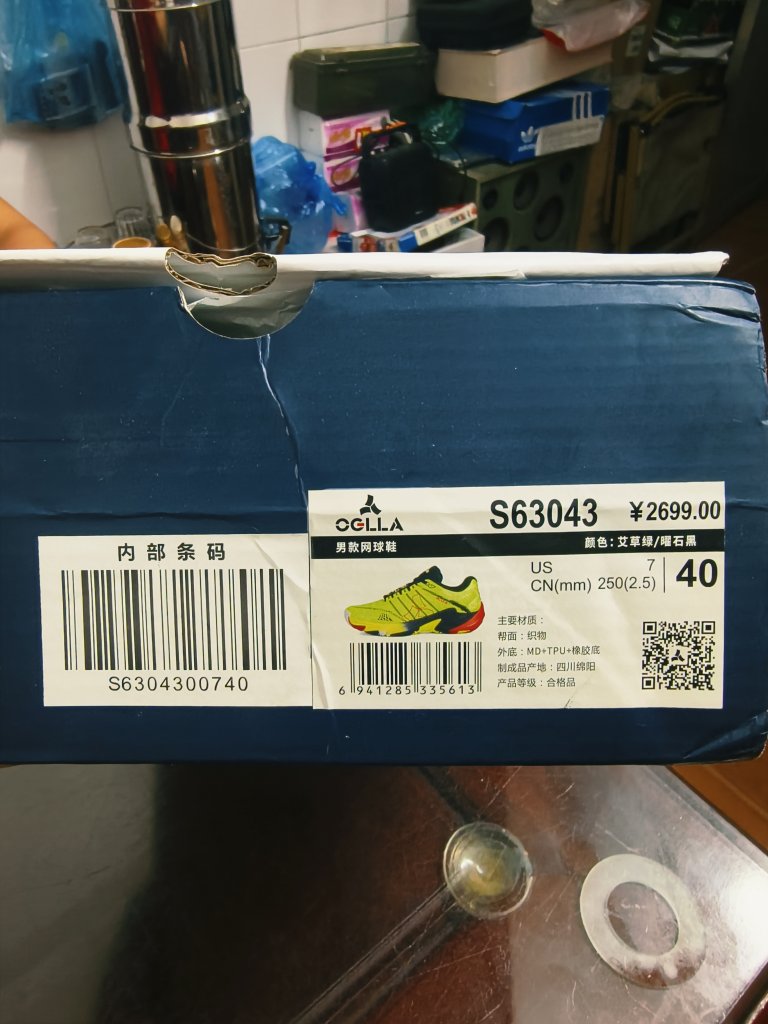 adidas
内部条码
S6304300740
OGLLA
S63043
￥2699.00
男款网球鞋
颜色：艾草绿/曜石黑
US 7
CN(mm) 250(2.5)
40
主要材质：
帮面：织物
外底：MD+TPU+橡胶底
制成品产地：四川绵阳
产品等级：合格品
6 941285 335613